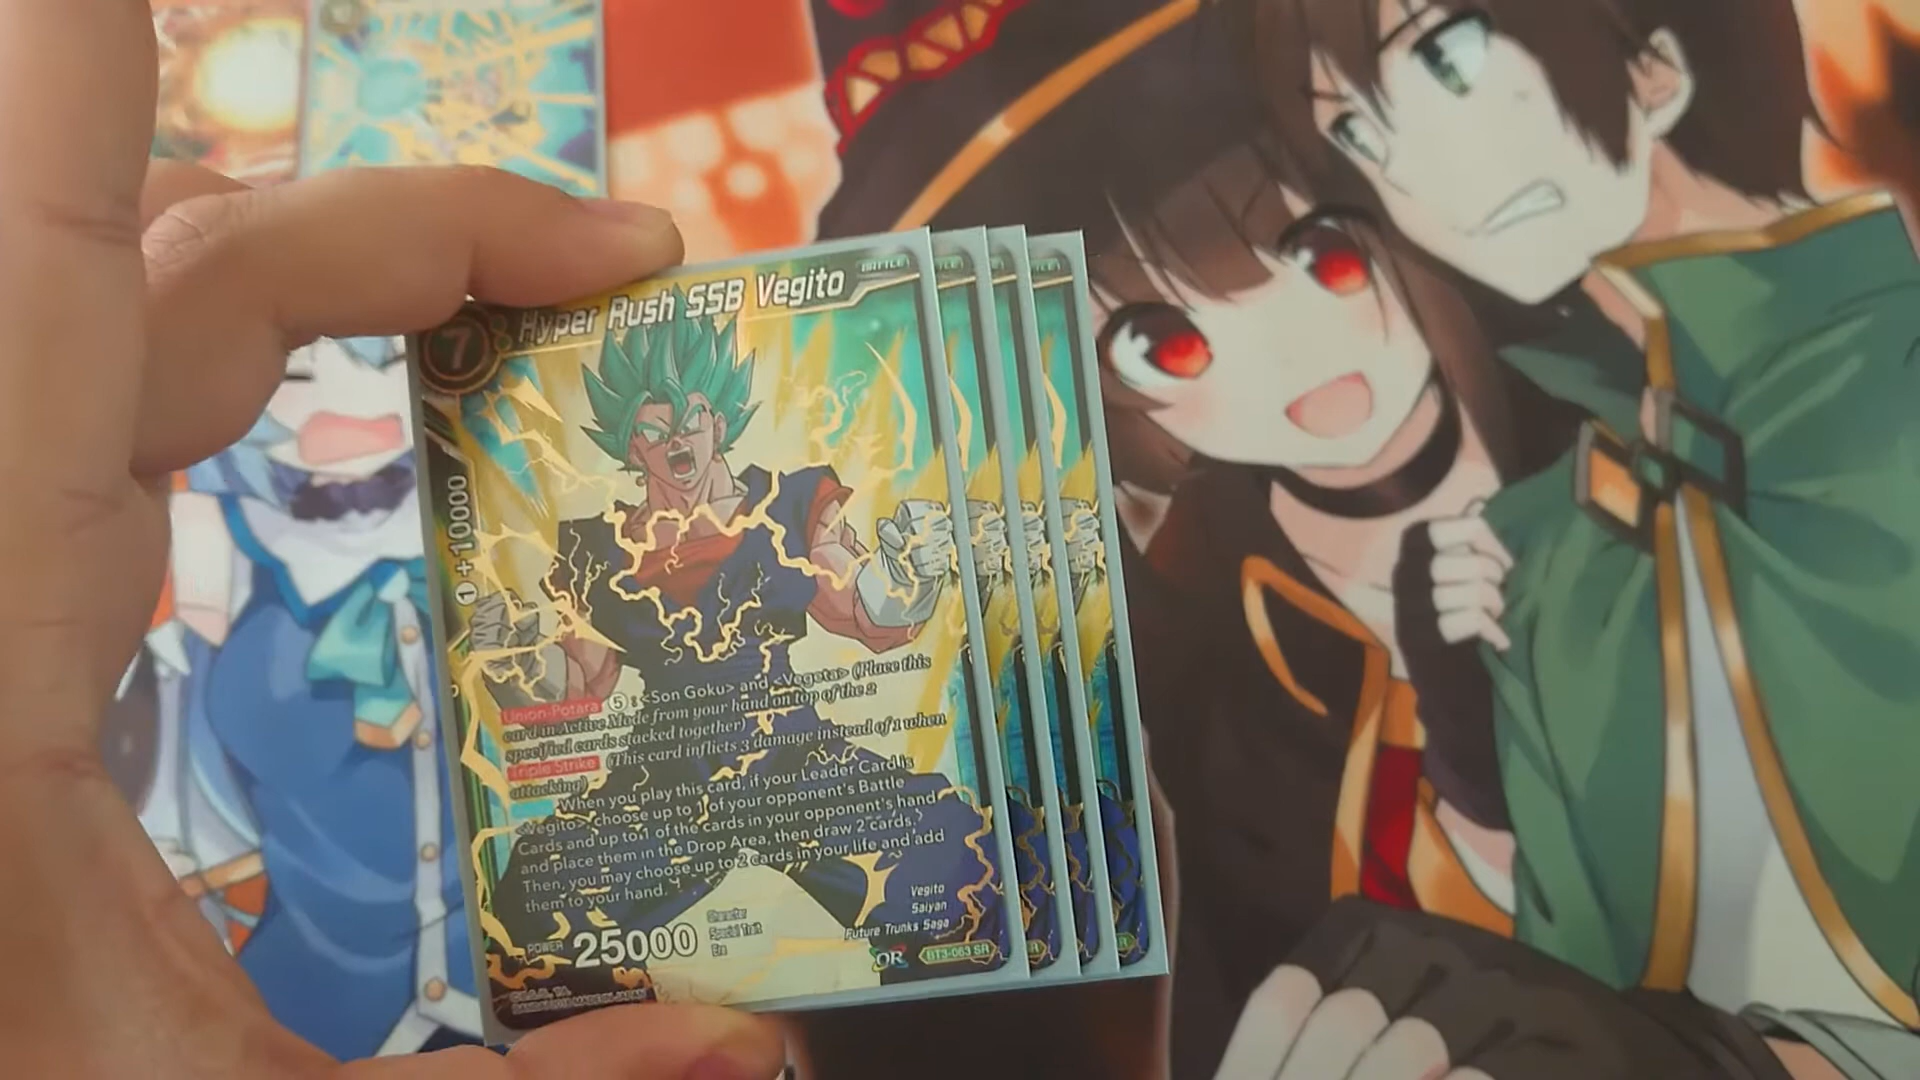 BATTLE
7 Hyper Rush SSB Vegito
1 +10000
Union-Potara 5 : <Son Goku> and <Vegeta> (Place this
card in Active Mode from your hand on top of the 2
specified cards stacked together)
Triple Strike (This card inflicts 3 damage instead of 1 when
attacking)
When you play this card, if your Leader Card is
<Vegito>, choose up to 1 of your opponent's Battle
Cards and up to 1 of the cards in your opponent's hand
and place them in the Drop Area, then draw 2 cards.
Then, you may choose up to 2 cards in your life and add
them to your hand.
POWER 25000
Character Vegito
Special Trait Saiyan
Era Future Trunks Saga
BT3-063 SR